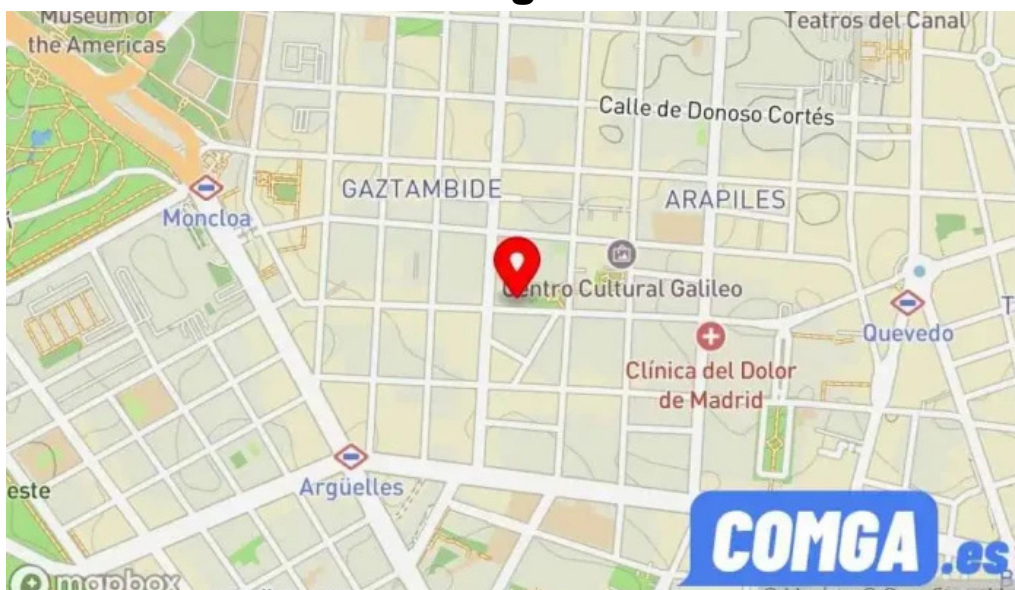 Museum of
the Americas
Teatros del Canal
Calle de Donoso Cortés
GAZTAMBIDE
ARAPILES
Moncloa
Centro Cultural Galileo
Quevedo
Clínica del Dolor
de Madrid
Argüelles
este
COMGA.es
mapbox